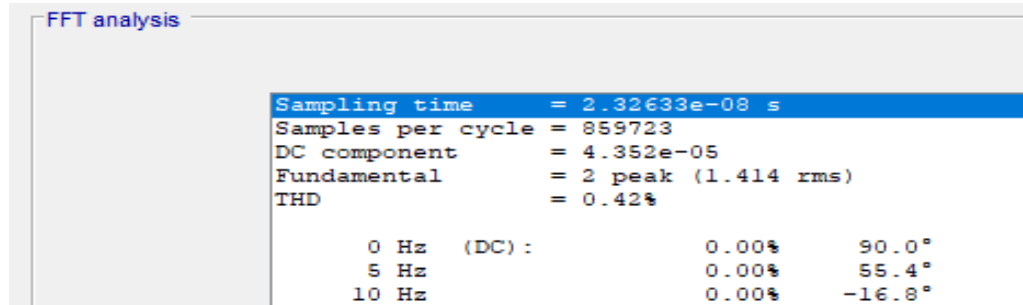 FFT analysis
Sampling time = 2.32633e-08 s
Samples per cycle = 859723
DC component = 4.352e-05
Fundamental = 2 peak (1.414 rms)
THD = 0.42%
0 Hz (DC): 0.00% 90.0°
5 Hz 0.00% 55.4°
10 Hz 0.00% -16.8°